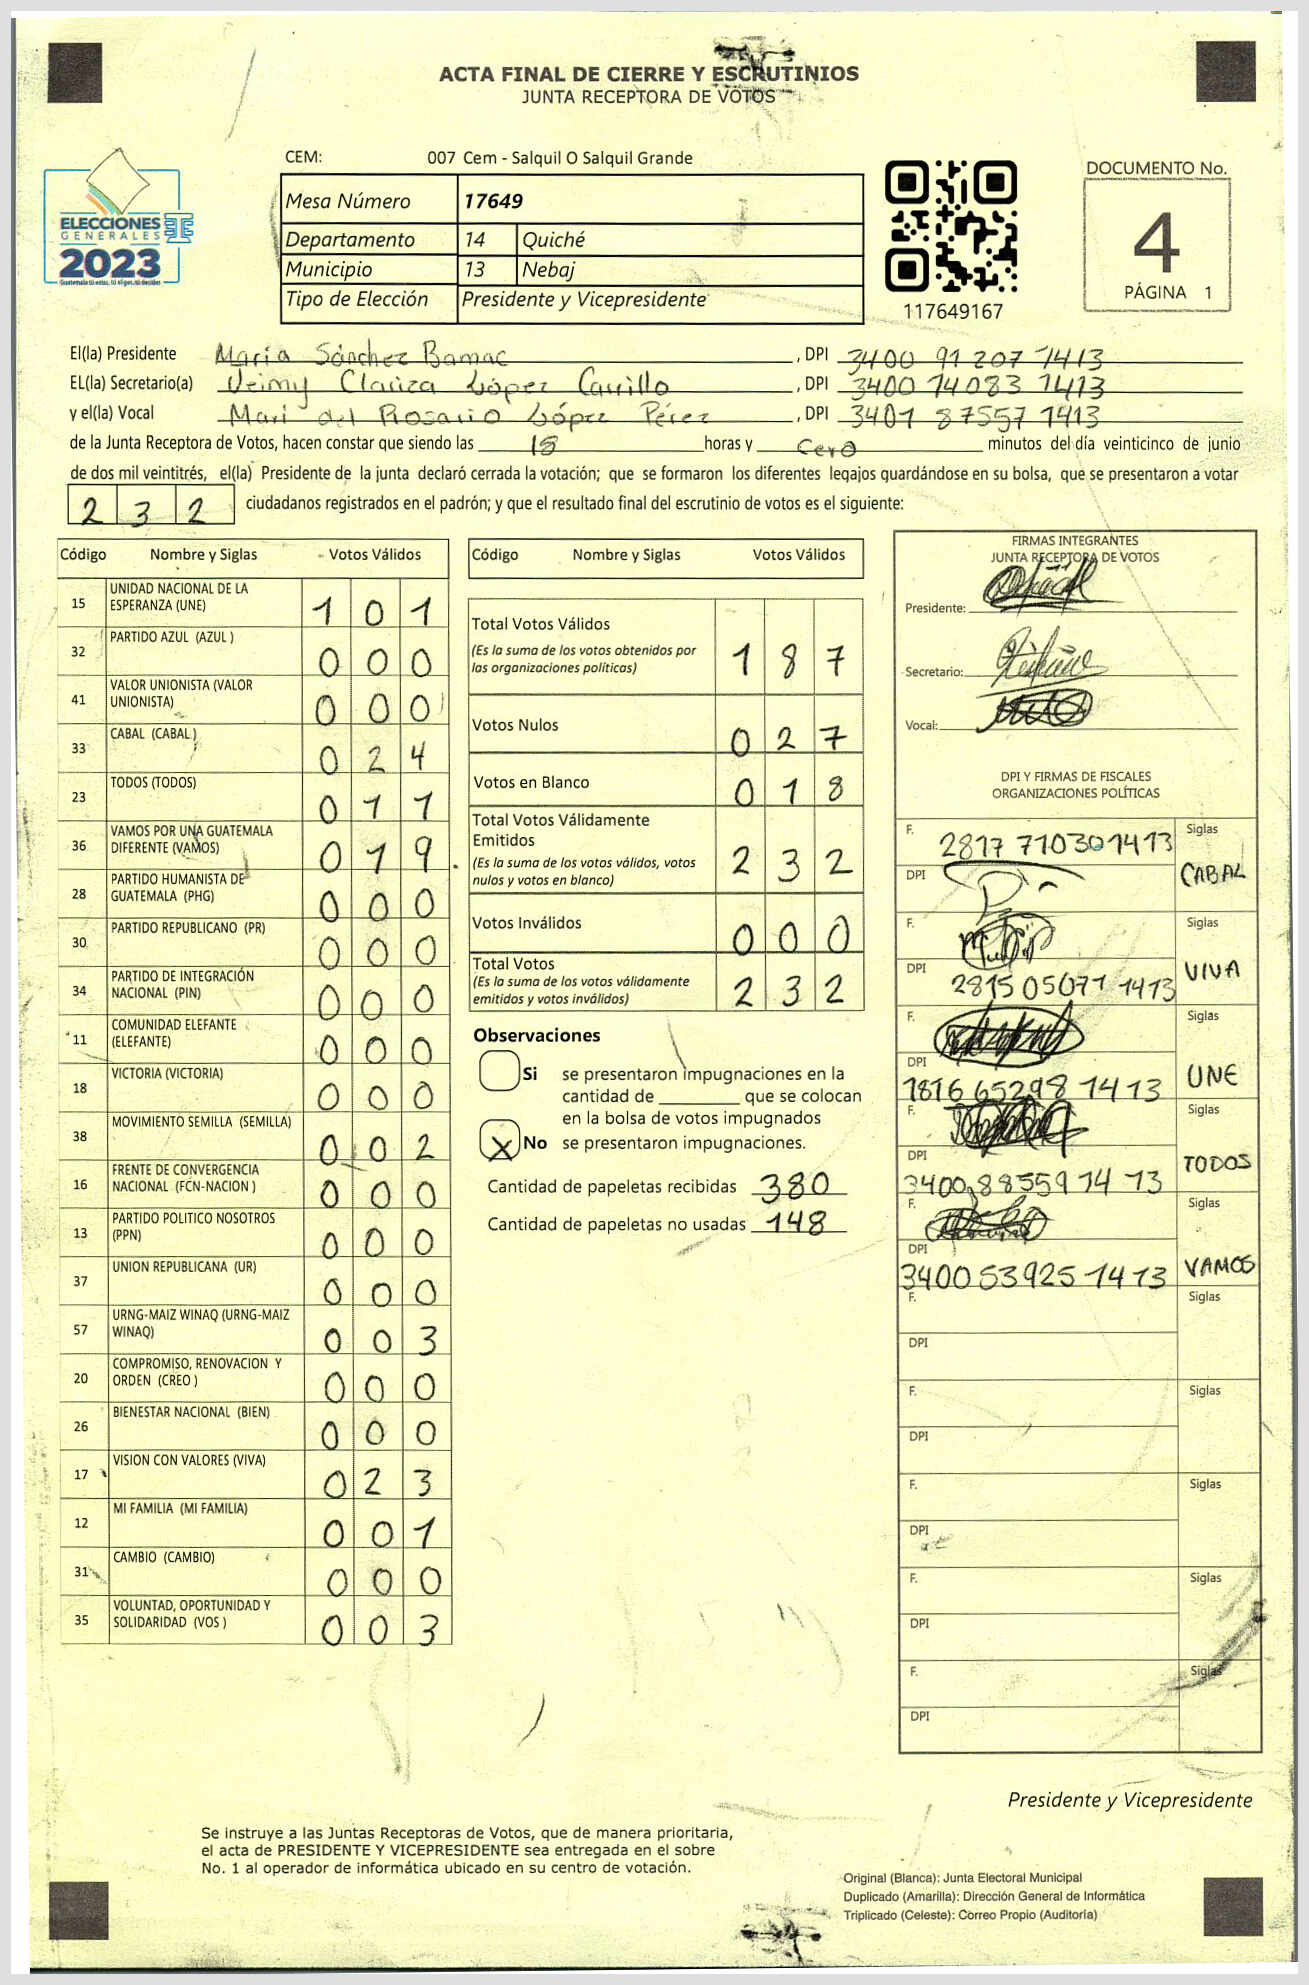 ACTA FINAL DE CIERRE Y ESCRUTINIOS
JUNTA RECEPTORA DE VOTOS
CEM: 007 Cem - Salquil O Salquil Grande
ELECCIONES
GENERALES
2023
Mesa Número 17649
Departamento 14 Quiché
Municipio 13 Nebaj
Tipo de Elección Presidente y Vicepresidente
117649167
DOCUMENTO No.
4
PÁGINA 1
El(la) Presidente María Sánchez Bamac, DPI 3400 91 207 1413
EL(la) Secretario(a) Veimy Clariza López Carrillo, DPI 3400 14083 1413
y el(la) Vocal Mari del Rosario López Pérez, DPI 3401 87557 1413
de la Junta Receptora de Votos, hacen constar que siendo las 18 horas y Cero minutos del día veinticinco de junio
de dos mil veintitrés, el(la) Presidente de la junta declaró cerrada la votación; que se formaron los diferentes legajos guardándose en su bolsa, que se presentaron a votar
232 ciudadanos registrados en el padrón; y que el resultado final del escrutinio de votos es el siguiente:
Código Nombre y Siglas Votos Válidos
15 UNIDAD NACIONAL DE LA ESPERANZA (UNE) 1 0 1
32 PARTIDO AZUL (AZUL ) 0 0 0
41 VALOR UNIONISTA (VALOR UNIONISTA) 0 0 0
33 CABAL (CABAL ) 0 2 4
23 TODOS (TODOS) 0 1 1
36 VAMOS POR UNA GUATEMALA DIFERENTE (VAMOS) 0 1 9
28 PARTIDO HUMANISTA DE GUATEMALA (PHG) 0 0 0
30 PARTIDO REPUBLICANO (PR) 0 0 0
34 PARTIDO DE INTEGRACIÓN NACIONAL (PIN) 0 0 0
11 COMUNIDAD ELEFANTE (ELEFANTE) 0 0 0
18 VICTORIA (VICTORIA) 0 0 0
38 MOVIMIENTO SEMILLA (SEMILLA) 0 0 2
16 FRENTE DE CONVERGENCIA NACIONAL (FCN-NACION ) 0 0 0
13 PARTIDO POLITICO NOSOTROS (PPN) 0 0 0
37 UNION REPUBLICANA (UR) 0 0 0
57 URNG-MAIZ WINAQ (URNG-MAIZ WINAQ) 0 0 3
20 COMPROMISO, RENOVACION Y ORDEN (CREO ) 0 0 0
26 BIENESTAR NACIONAL (BIEN) 0 0 0
17 VISION CON VALORES (VIVA) 0 2 3
12 MI FAMILIA (MI FAMILIA) 0 0 1
31 CAMBIO (CAMBIO) 0 0 0
35 VOLUNTAD, OPORTUNIDAD Y SOLIDARIDAD (VOS ) 0 0 3
Código Nombre y Siglas Votos Válidos
Total Votos Válidos
(Es la suma de los votos obtenidos por
las organizaciones políticas) 1 8 7
Votos Nulos 0 2 7
Votos en Blanco 0 1 8
Total Votos Válidamente
Emitidos
(Es la suma de los votos válidos, votos
nulos y votos en blanco) 2 3 2
Votos Inválidos 0 0 0
Total Votos
(Es la suma de los votos válidamente
emitidos y votos inválidos) 2 3 2
Observaciones
Si se presentaron impugnaciones en la
cantidad de ________ que se colocan
en la bolsa de votos impugnados
X No se presentaron impugnaciones.
Cantidad de papeletas recibidas 380
Cantidad de papeletas no usadas 148
FIRMAS INTEGRANTES
JUNTA RECEPTORA DE VOTOS
Presidente:
Secretario:
Vocal:
DPI Y FIRMAS DE FISCALES
ORGANIZACIONES POLÍTICAS
F. 2817 71030 1413 Siglas
DPI CABAL
F. Siglas
DPI 2815 05071 1413 VIVA
F. Siglas
DPI 1816 65298 1413 UNE
F. Siglas
DPI 3400 88559 1413 TODOS
F. Siglas
DPI 3400 53925 1413 VAMOS
F. Siglas
DPI
F. Siglas
DPI
F. Siglas
DPI
F. Siglas
DPI
F. Siglas
DPI
Presidente y Vicepresidente
Se instruye a las Juntas Receptoras de Votos, que de manera prioritaria,
el acta de PRESIDENTE Y VICEPRESIDENTE sea entregada en el sobre
No. 1 al operador de informática ubicado en su centro de votación.
Original (Blanca): Junta Electoral Municipal
Duplicado (Amarilla): Dirección General de Informática
Triplicado (Celeste): Correo Propio (Auditoría)